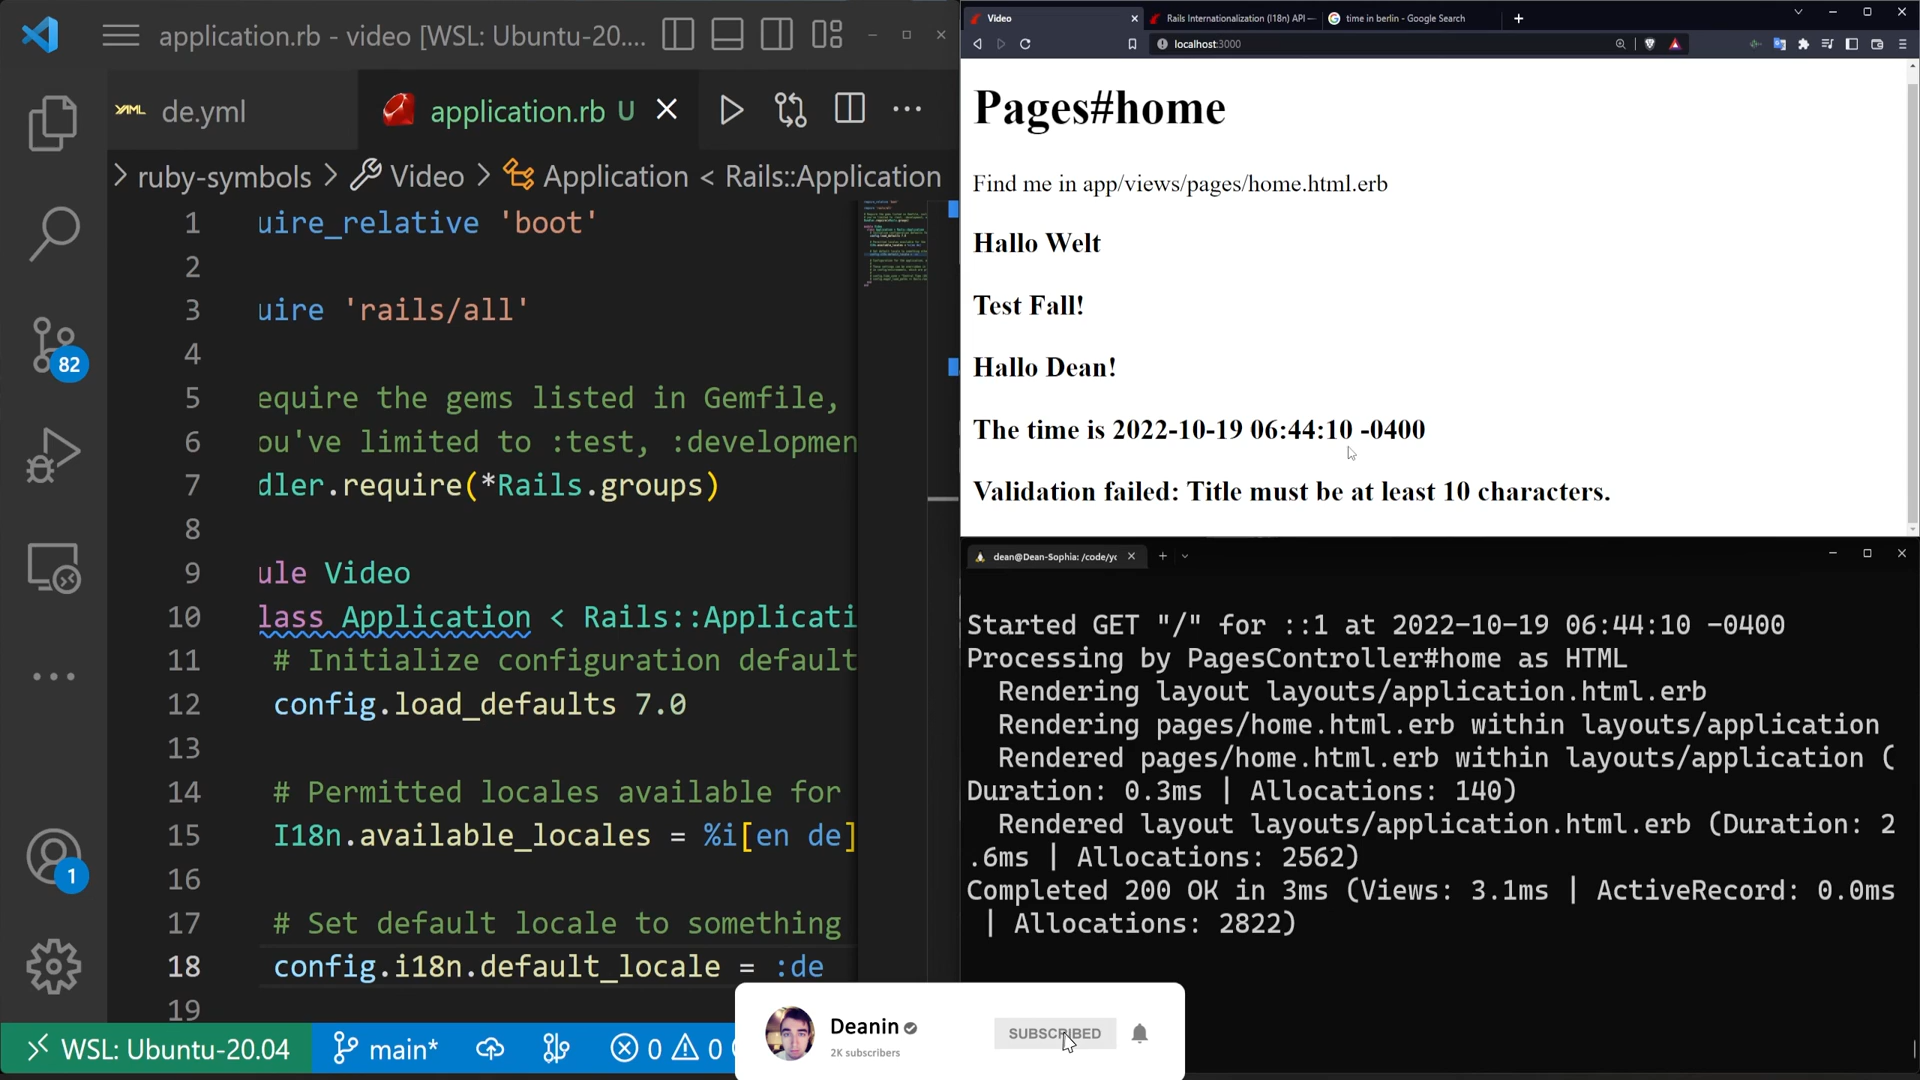 application.rb - video [WSL: Ubuntu-20....
de.yml
application.rb U
ruby-symbols > Video > Application < Rails::Application
1 uire_relative 'boot'
2
3 uire 'rails/all'
4
5 equire the gems listed in Gemfile,
6 ou've limited to :test, :developmen
7 dler.require(*Rails.groups)
8
9 ule Video
10 lass Application < Rails::Applicati
11 # Initialize configuration default
12 config.load_defaults 7.0
13
14 # Permitted locales available for
15 I18n.available_locales = %i[en de]
16
17 # Set default locale to something
18 config.i18n.default_locale = :de
19
82
1
WSL: Ubuntu-20.04 main* 0 0
Video
Rails Internationalization (I18n) API —
time in berlin - Google Search
localhost:3000
Pages#home
Find me in app/views/pages/home.html.erb
Hallo Welt
Test Fall!
Hallo Dean!
The time is 2022-10-19 06:44:10 -0400
Validation failed: Title must be at least 10 characters.
dean@Dean-Sophia: /code/yc
Started GET "/" for ::1 at 2022-10-19 06:44:10 -0400
Processing by PagesController#home as HTML
Rendering layout layouts/application.html.erb
Rendering pages/home.html.erb within layouts/application
Rendered pages/home.html.erb within layouts/application (
Duration: 0.3ms | Allocations: 140)
Rendered layout layouts/application.html.erb (Duration: 2
.6ms | Allocations: 2562)
Completed 200 OK in 3ms (Views: 3.1ms | ActiveRecord: 0.0ms
| Allocations: 2822)
Deanin
2K subscribers
SUBSCRIBED